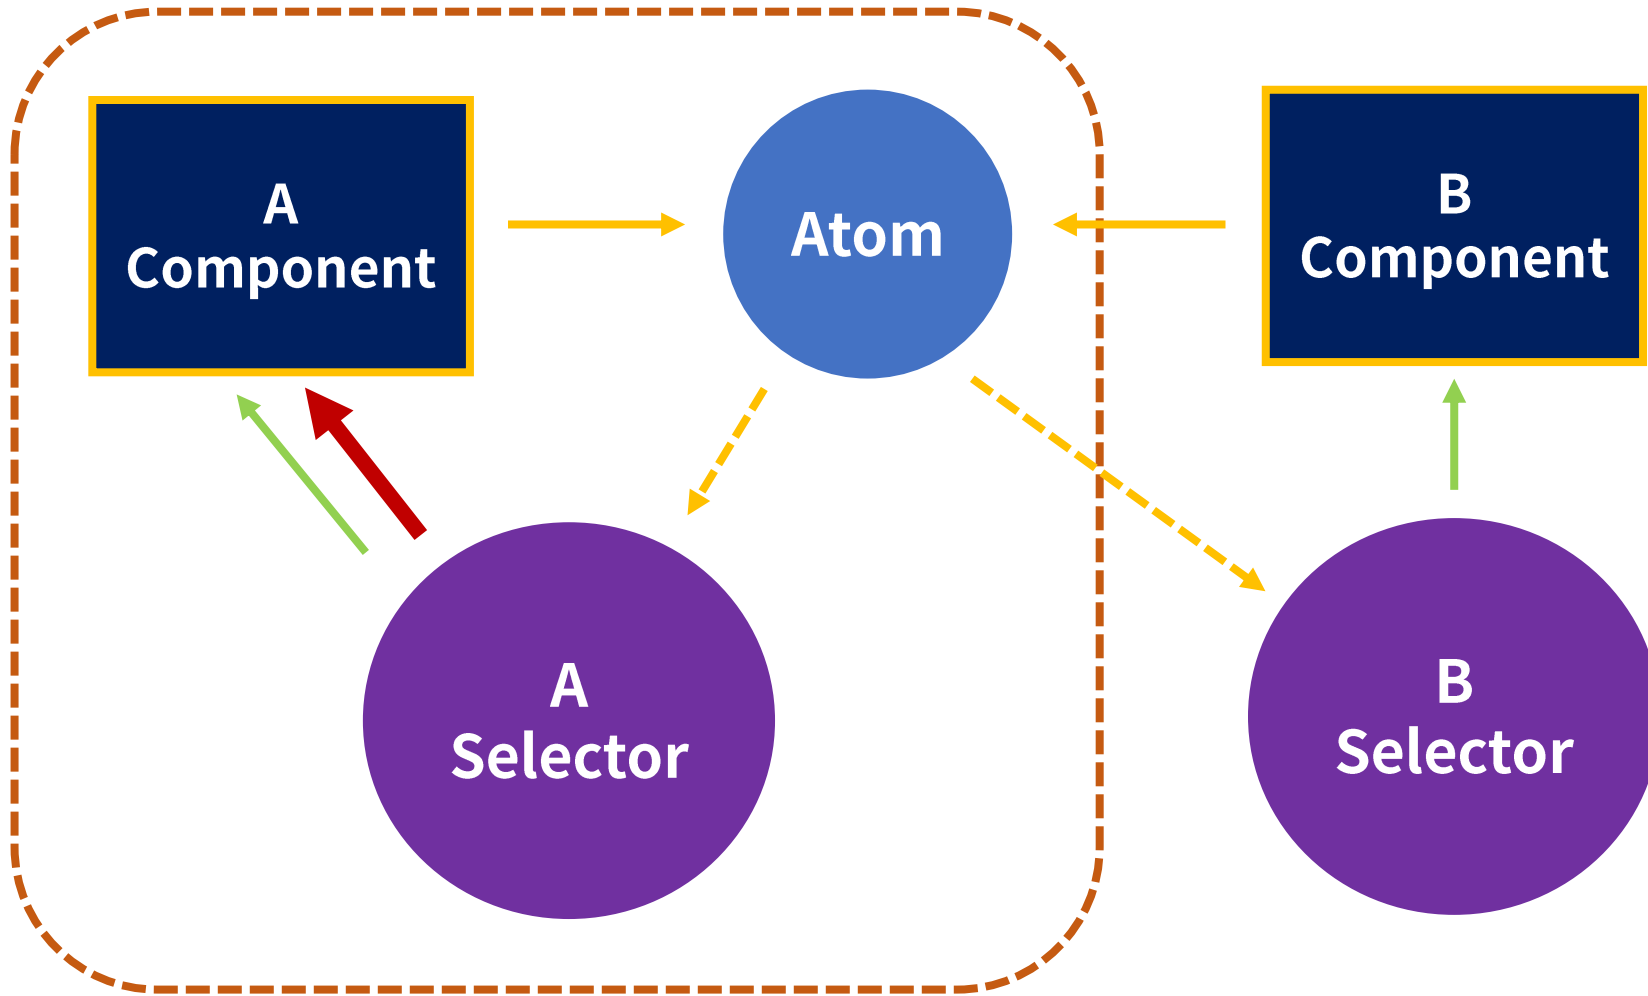 A
Component
Atom
B
Component
A
Selector
B
Selector